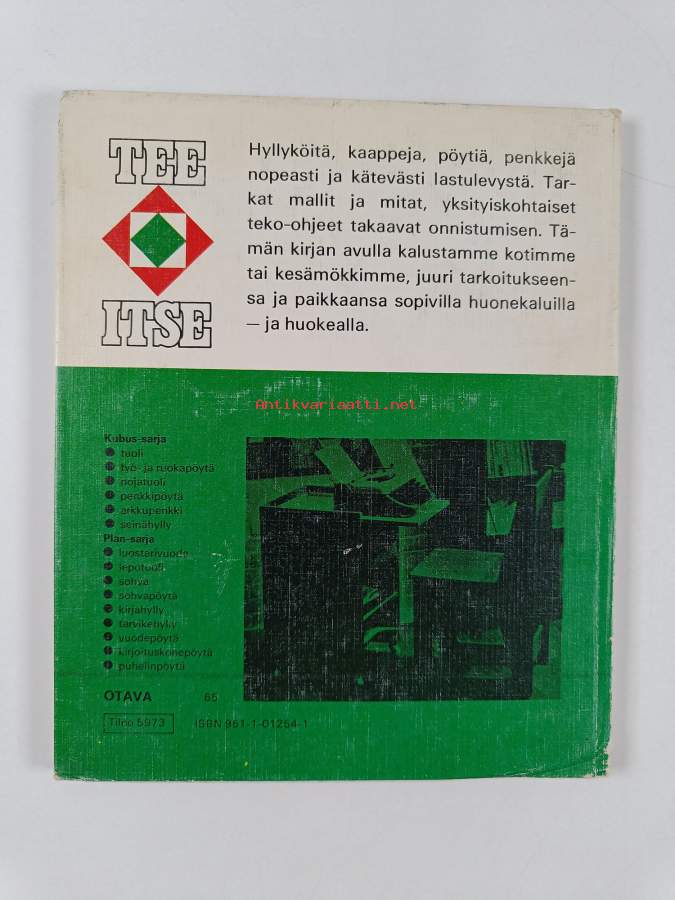 TEE
ITSE
Hyllyköitä, kaappeja, pöytiä, penkkejä
nopeasti ja kätevästi lastulevystä. Tar-
kat mallit ja mitat, yksityiskohtaiset
teko-ohjeet takaavat onnistumisen. Tä-
män kirjan avulla kalustamme kotimme
tai kesämökkimme, juuri tarkoitukseen-
sa ja paikkaansa sopivilla huonekaluilla
— ja huokealla.
Antikvariaatti.net
Kubus-sarja
tuoli
työ- ja ruokapöytä
nojatuoli
penkkipöytä
arkkupenkki
seinähylly
Plan-sarja
luostarivuode
lepotuoli
sohva
sohvapöytä
kirjahylly
tarvikehylly
vuodepöytä
kirjoituskonepöytä
puhelinpöytä
OTAVA 65
Tilno 5973 ISBN 951-1-01254-1